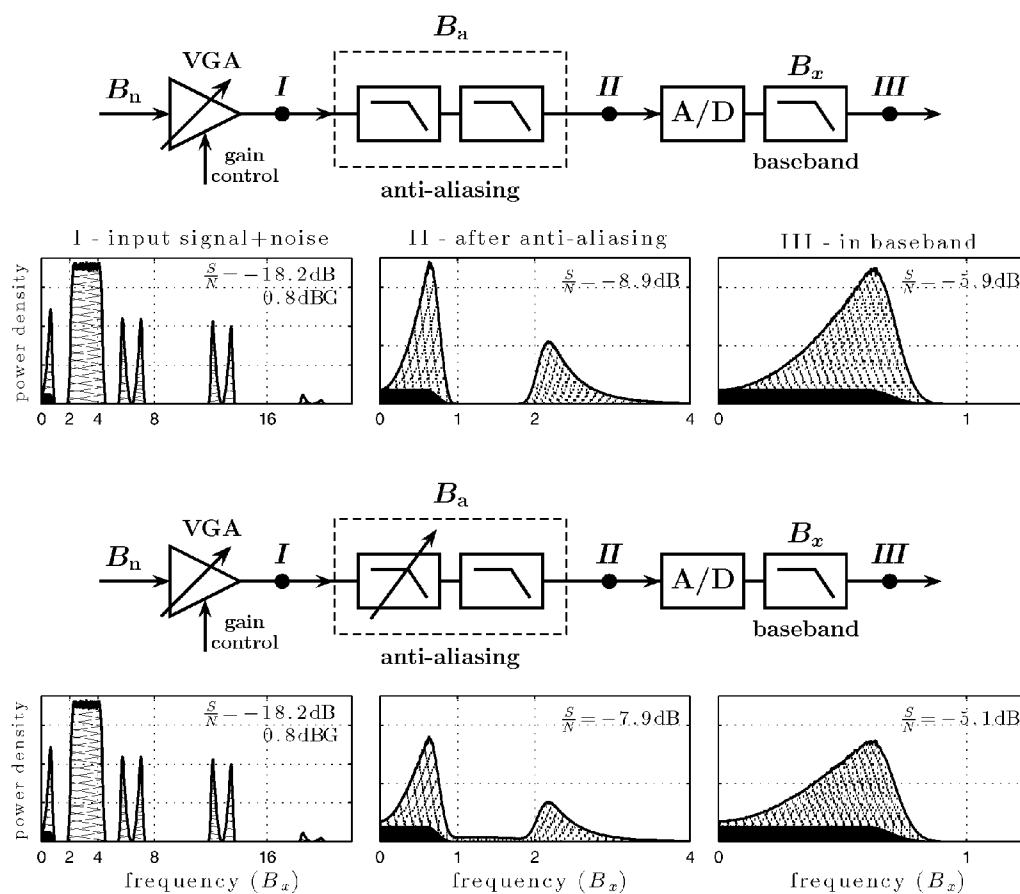 B_a
VGA
B_n
I
II
B_x
III
A/D
gain
control
anti-aliasing
baseband
I - input signal+noise
II - after anti-aliasing
III - in baseband
power density
S/N = −18.2dB
0.8dBG
S/N = −8.9dB
S/N = −5.9dB
0 2 4 8 16
0 1 2 4
0 1
B_a
VGA
B_n
I
II
B_x
III
A/D
gain
control
anti-aliasing
baseband
power density
S/N = −18.2dB
0.8dBG
S/N = −7.9dB
S/N = −5.1dB
0 2 4 8 16
0 1 2 4
0 1
frequency (B_x)
frequency (B_x)
frequency (B_x)